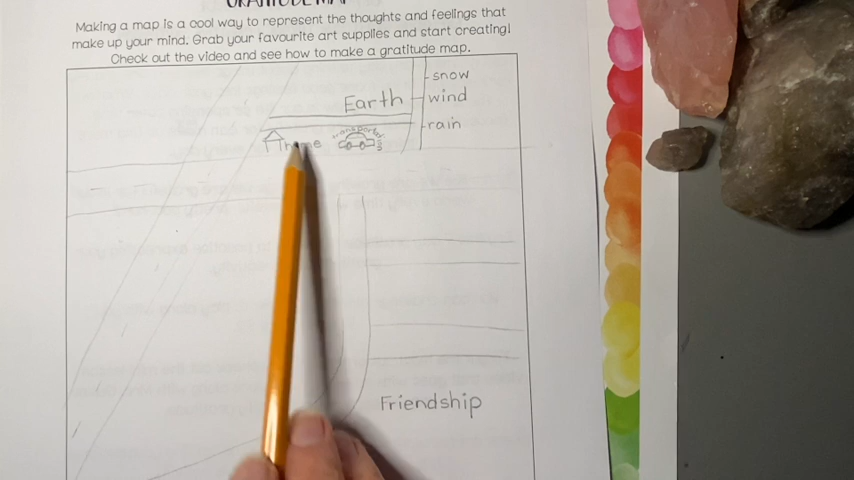 Making a map is a cool way to represent the thoughts and feelings that
make up your mind. Grab your favourite art supplies and start creating!
Check out the video and see how to make a gratitude map.
snow
Earth
wind
rain
Friendship